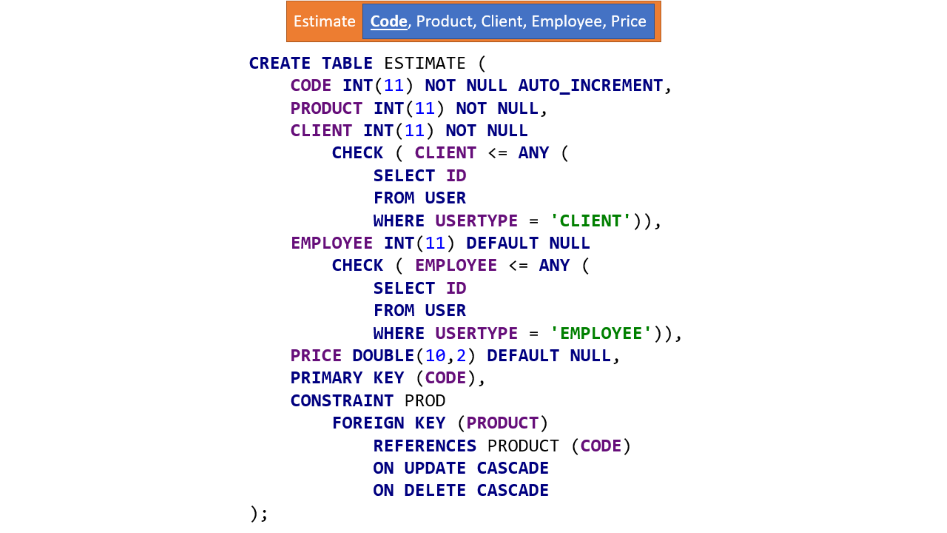 Estimate Code, Product, Client, Employee, Price
CREATE TABLE ESTIMATE (
    CODE INT(11) NOT NULL AUTO_INCREMENT,
    PRODUCT INT(11) NOT NULL,
    CLIENT INT(11) NOT NULL
        CHECK ( CLIENT <= ANY (
            SELECT ID
            FROM USER
            WHERE USERTYPE = 'CLIENT')),
    EMPLOYEE INT(11) DEFAULT NULL
        CHECK ( EMPLOYEE <= ANY (
            SELECT ID
            FROM USER
            WHERE USERTYPE = 'EMPLOYEE')),
    PRICE DOUBLE(10,2) DEFAULT NULL,
    PRIMARY KEY (CODE),
    CONSTRAINT PROD
        FOREIGN KEY (PRODUCT)
            REFERENCES PRODUCT (CODE)
            ON UPDATE CASCADE
            ON DELETE CASCADE
);